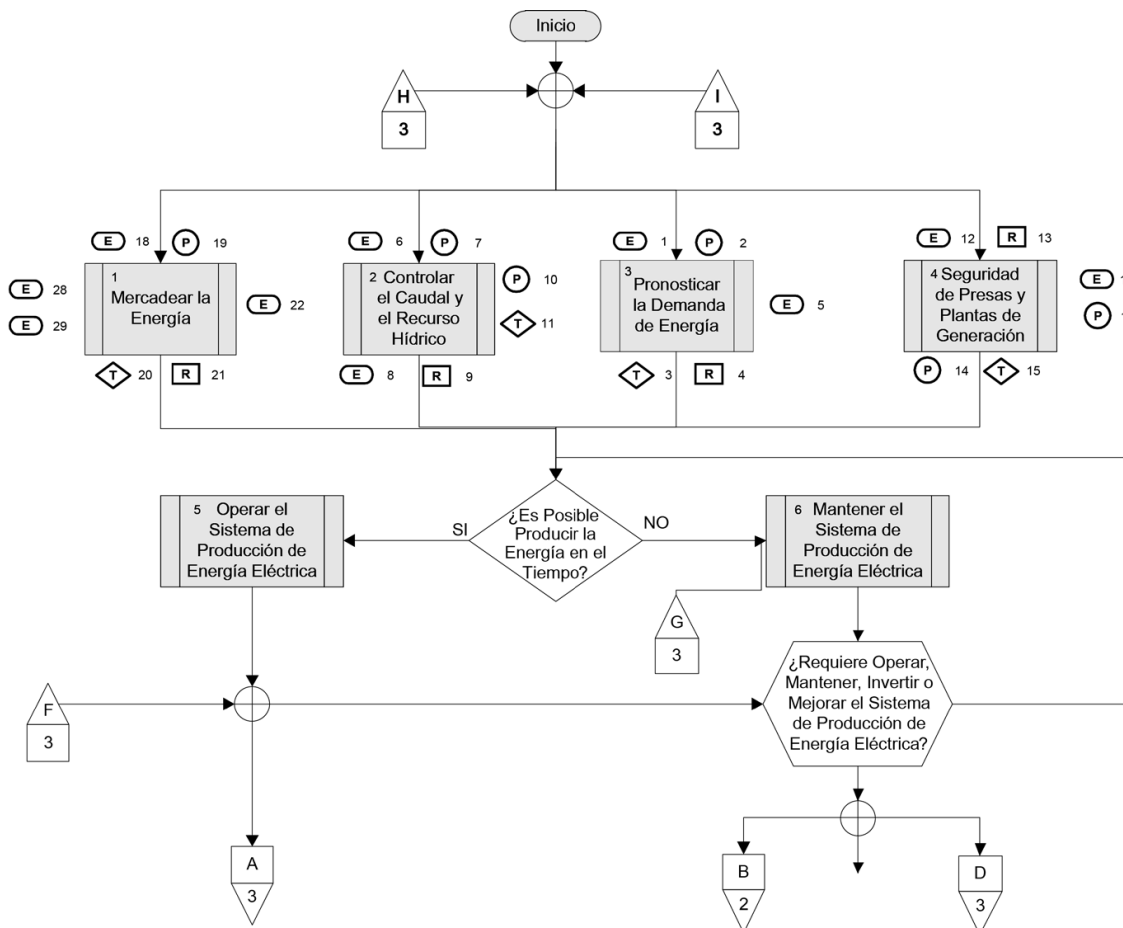 Inicio
H
3
I
3
E 18 P 19
E 6 P 7
E 1 P 2
E 12 R 13
1
Mercadear la
Energía
E 28
E 29
E 22
2 Controlar
el Caudal y
el Recurso
Hídrico
P 10
T 11
3
Pronosticar
la Demanda
de Energía
E 5
4 Seguridad
de Presas y
Plantas de
Generación
E 1
P
T 20 R 21
E 8 R 9
T 3 R 4
P 14 T 15
5 Operar el
Sistema de
Producción de
Energía Eléctrica
SI
¿Es Posible
Producir la
Energía en el
Tiempo?
NO
6 Mantener el
Sistema de
Producción de
Energía Eléctrica
G
3
F
3
¿Requiere Operar,
Mantener, Invertir o
Mejorar el Sistema
de Producción de
Energía Eléctrica?
A
3
B
2
D
3